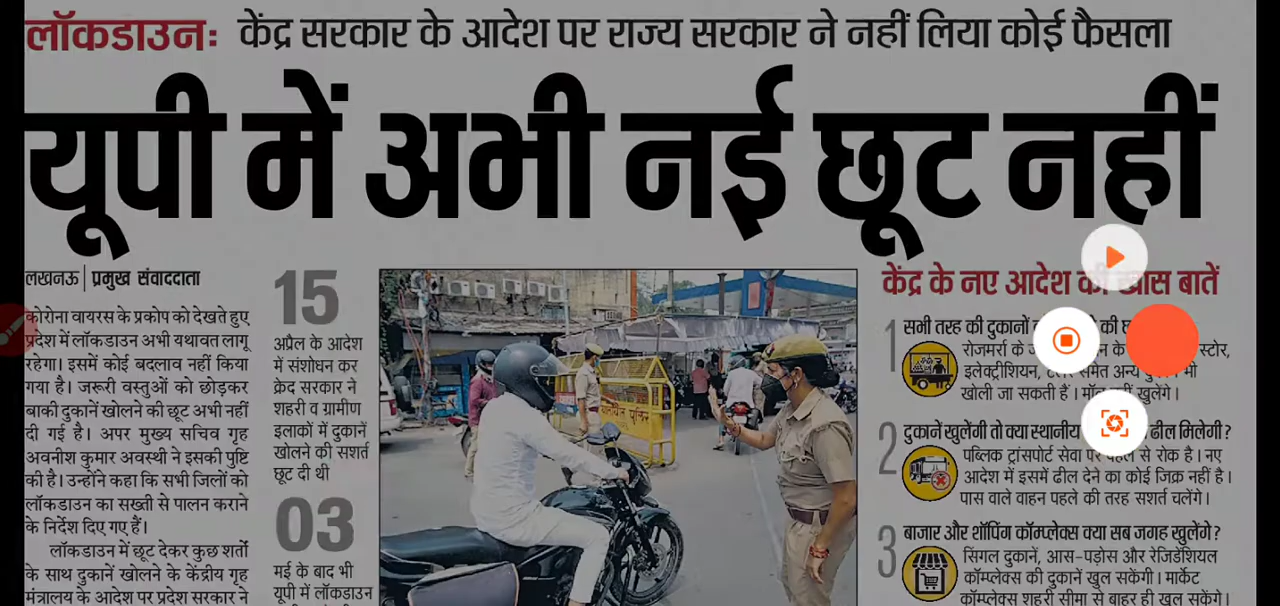 लॉकडाउन: केंद्र सरकार के आदेश पर राज्य सरकार ने नहीं लिया कोई फैसला
यूपी में अभी नई छूट नहीं
लखनऊ | प्रमुख संवाददाता
कोरोना वायरस के प्रकोप को देखते हुए
प्रदेश में लॉकडाउन अभी यथावत लागू
रहेगा। इसमें कोई बदलाव नहीं किया
गया है। जरूरी वस्तुओं को छोड़कर
बाकी दुकानें खोलने की छूट अभी नहीं
दी गई है। अपर मुख्य सचिव गृह
अवनीश कुमार अवस्थी ने इसकी पुष्टि
की है। उन्होंने कहा कि सभी जिलों को
लॉकडाउन का सख्ती से पालन कराने
के निर्देश दिए गए हैं।
लॉकडाउन में छूट देकर कुछ शर्तो
के साथ दुकानें खोलने के केंद्रीय गृह
मंत्रालय के आदेश पर प्रदेश सरकार ने
15
अप्रैल के आदेश
में संशोधन कर
केंद्र सरकार ने
शहरी व ग्रामीण
इलाकों में दुकानें
खोलने की सशर्त
छूट दी थी
03
मई के बाद भी
यूपी में लॉकडाउन
केंद्र के नए आदेश की खास बातें
1 सभी तरह की दुकानों की
रोजमर्रा के के स्टोर,
इलेक्ट्रीशियन, समेत अन्य भी
खोली जा सकती हैं। खुलेंगे।
2 दुकानें खुलेंगी तो क्या स्थानीय ढील मिलेगी?
पब्लिक ट्रांसपोर्ट सेवा पर पहले से रोक है। नए
आदेश में इसमें ढील देने का कोई जिक्र नहीं है।
पास वाले वाहन पहले की तरह सशर्त चलेंगे।
3 बाजार और शॉपिंग कॉम्प्लेक्स क्या सब जगह खुलेंगे?
सिंगल दुकानें, आस-पड़ोस और रेजिडेंशियल
कॉम्प्लेक्स की दुकानें खुल सकेंगी। मार्केट
कॉम्प्लेक्स शहरी सीमा से बाहर ही खुल सकेंगे।